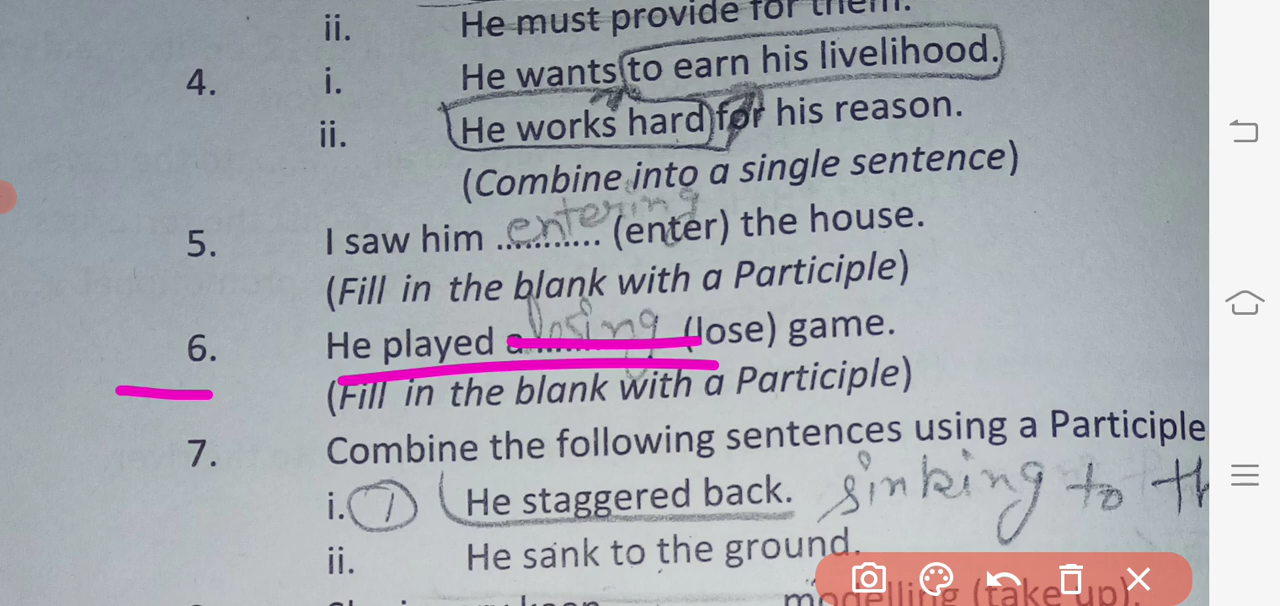 ii. He must provide for them.
4. i. He wants to earn his livelihood.
ii. He works hard for his reason.
(Combine into a single sentence)
5. I saw him entering ........... (enter) the house.
(Fill in the blank with a Participle)
6. He played a losing ........... (lose) game.
(Fill in the blank with a Participle)
7. Combine the following sentences using a Participle
i. 1 He staggered back. sinking to th
ii. He sank to the ground.
modelling (take up).